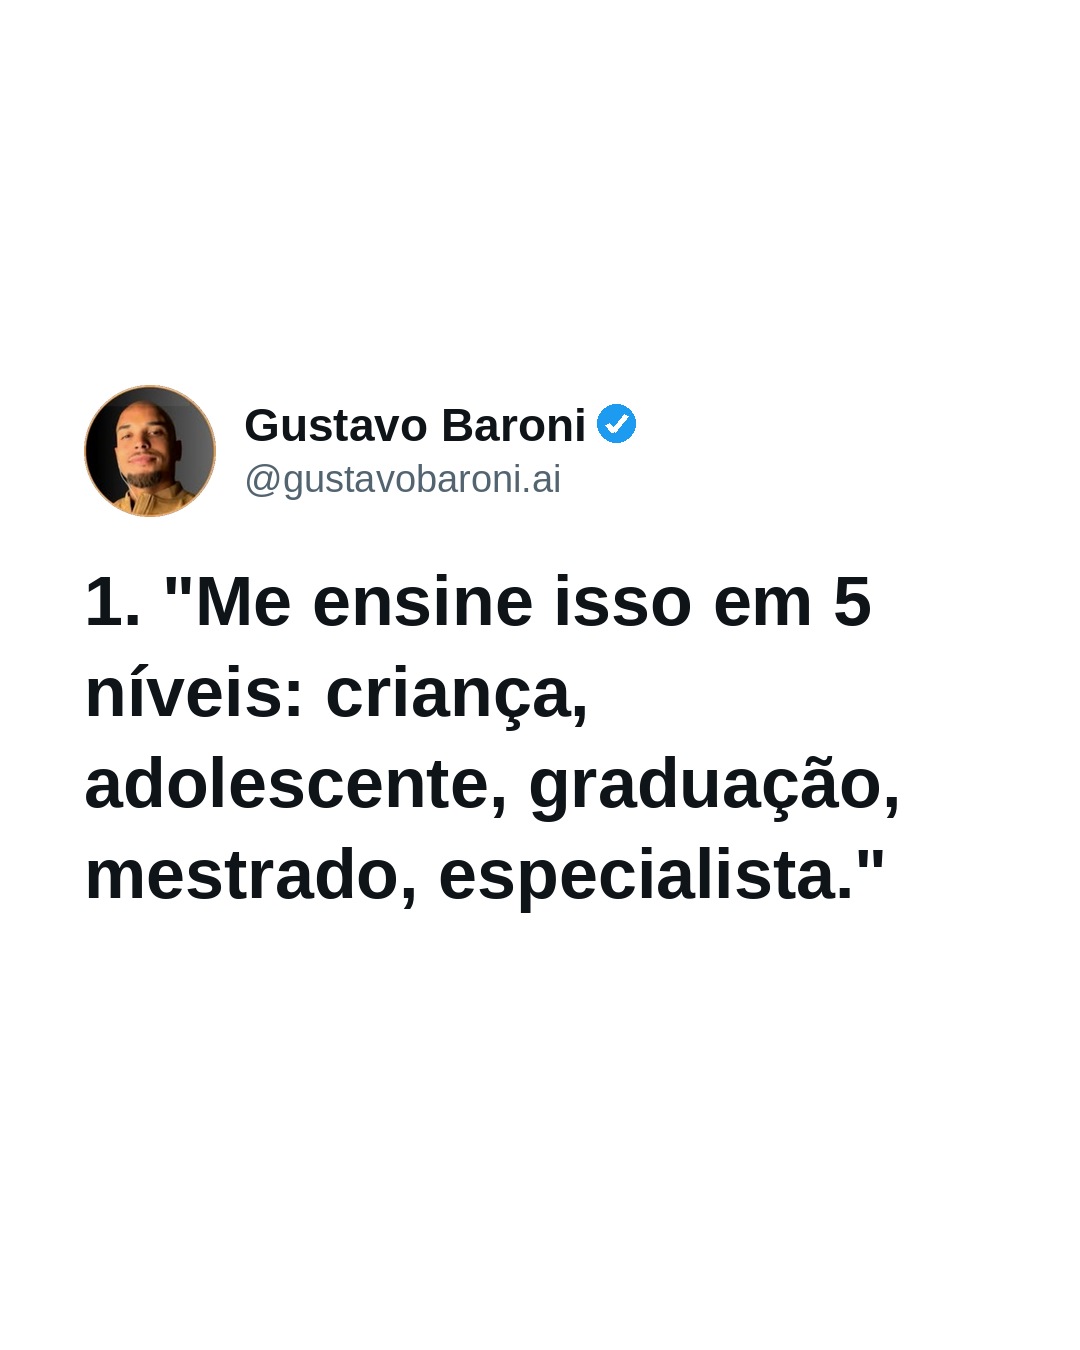 Gustavo Baroni
@gustavobaroni.ai
1. "Me ensine isso em 5
níveis: criança,
adolescente, graduação,
mestrado, especialista."